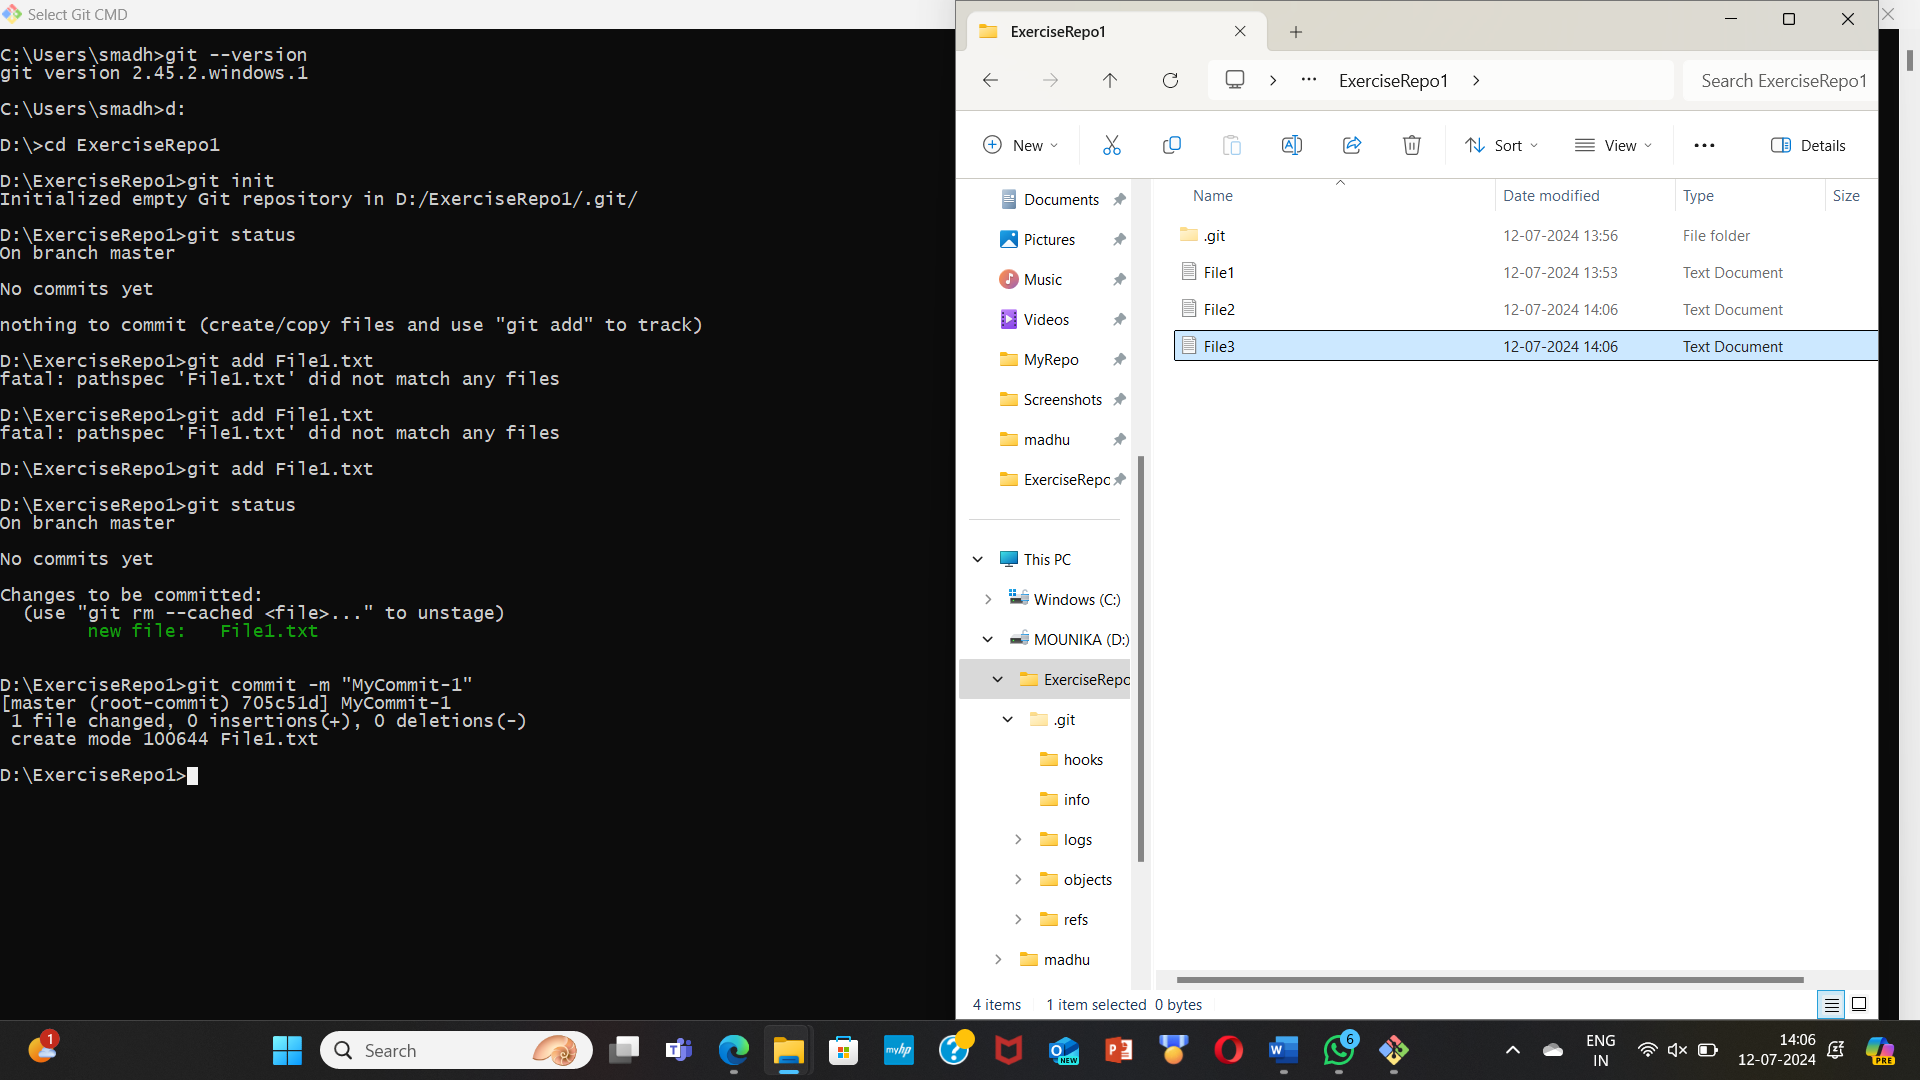 Select Git CMD
C:\Users\smadh>git --version
git version 2.45.2.windows.1
C:\Users\smadh>d:
D:\>cd ExerciseRepo1
D:\ExerciseRepo1>git init
Initialized empty Git repository in D:/ExerciseRepo1/.git/
D:\ExerciseRepo1>git status
On branch master
No commits yet
nothing to commit (create/copy files and use "git add" to track)
D:\ExerciseRepo1>git add File1.txt
fatal: pathspec 'File1.txt' did not match any files
D:\ExerciseRepo1>git add File1.txt
fatal: pathspec 'File1.txt' did not match any files
D:\ExerciseRepo1>git add File1.txt
D:\ExerciseRepo1>git status
On branch master
No commits yet
Changes to be committed:
(use "git rm --cached <file>..." to unstage)
new file:   File1.txt
D:\ExerciseRepo1>git commit -m "MyCommit-1"
[master (root-commit) 705c51d] MyCommit-1
1 file changed, 0 insertions(+), 0 deletions(-)
create mode 100644 File1.txt
D:\ExerciseRepo1>
ExerciseRepo1
ExerciseRepo1
Search ExerciseRepo1
New
Sort
View
Details
Documents
Pictures
Music
Videos
MyRepo
Screenshots
madhu
ExerciseRepo
This PC
Windows (C:)
MOUNIKA (D:)
ExerciseRepo
.git
hooks
info
logs
objects
refs
madhu
Name Date modified Type Size
.git 12-07-2024 13:56 File folder
File1 12-07-2024 13:53 Text Document
File2 12-07-2024 14:06 Text Document
File3 12-07-2024 14:06 Text Document
4 items 1 item selected 0 bytes
1
Search
myhp
NEW
6
ENG
IN
14:06
12-07-2024
PRE